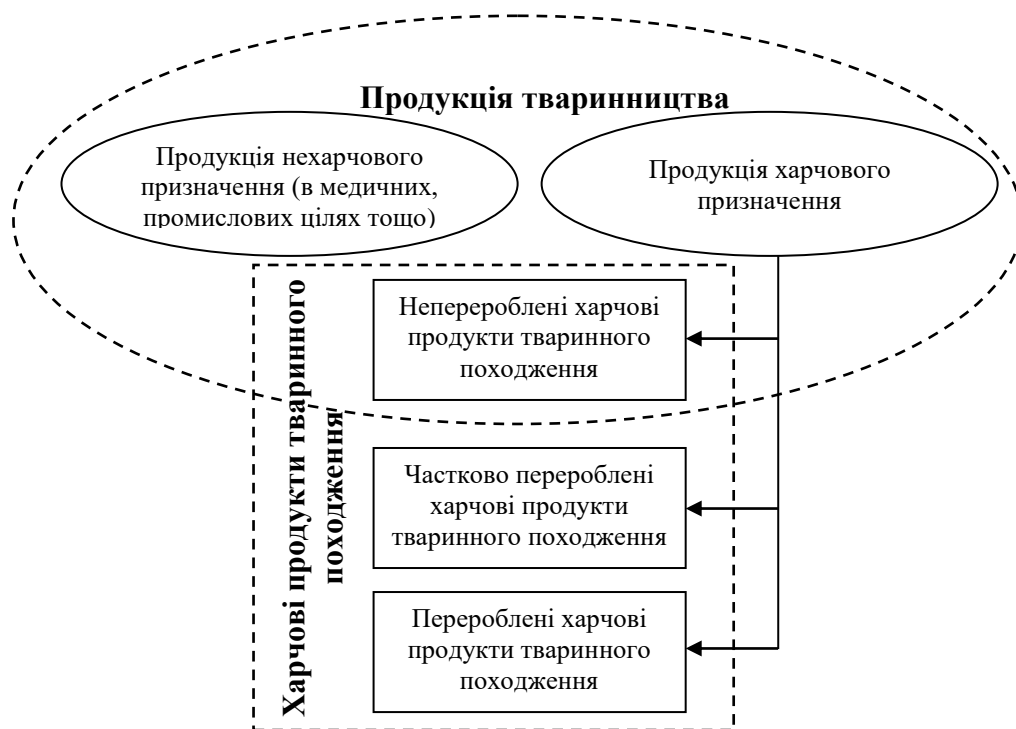 Продукція тваринництва
Продукція нехарчового
призначення (в медичних,
промислових цілях тощо)
Продукція харчового
призначення
Харчові продукти тваринного
походження
Неперероблені харчові
продукти тваринного
походження
Частково перероблені
харчові продукти
тваринного походження
Перероблені харчові
продукти тваринного
походження